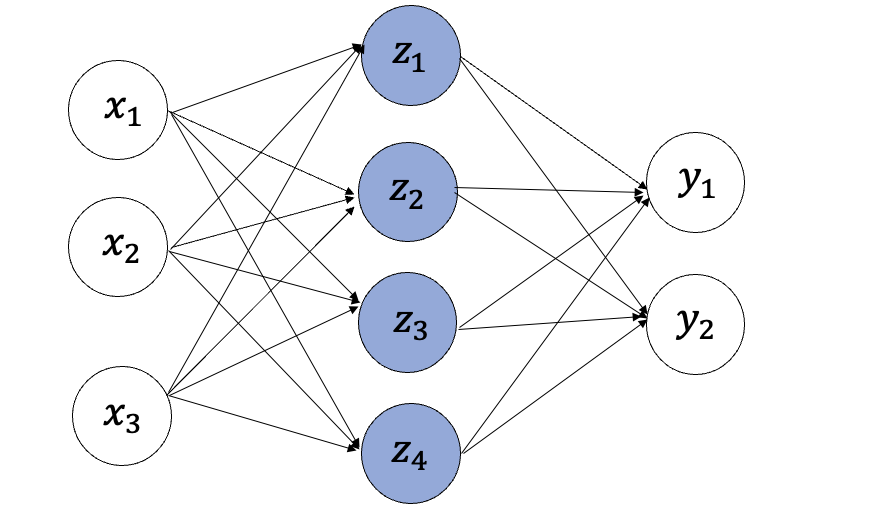 x₁
x₂
x₃
z₁
z₂
z₃
z₄
y₁
y₂